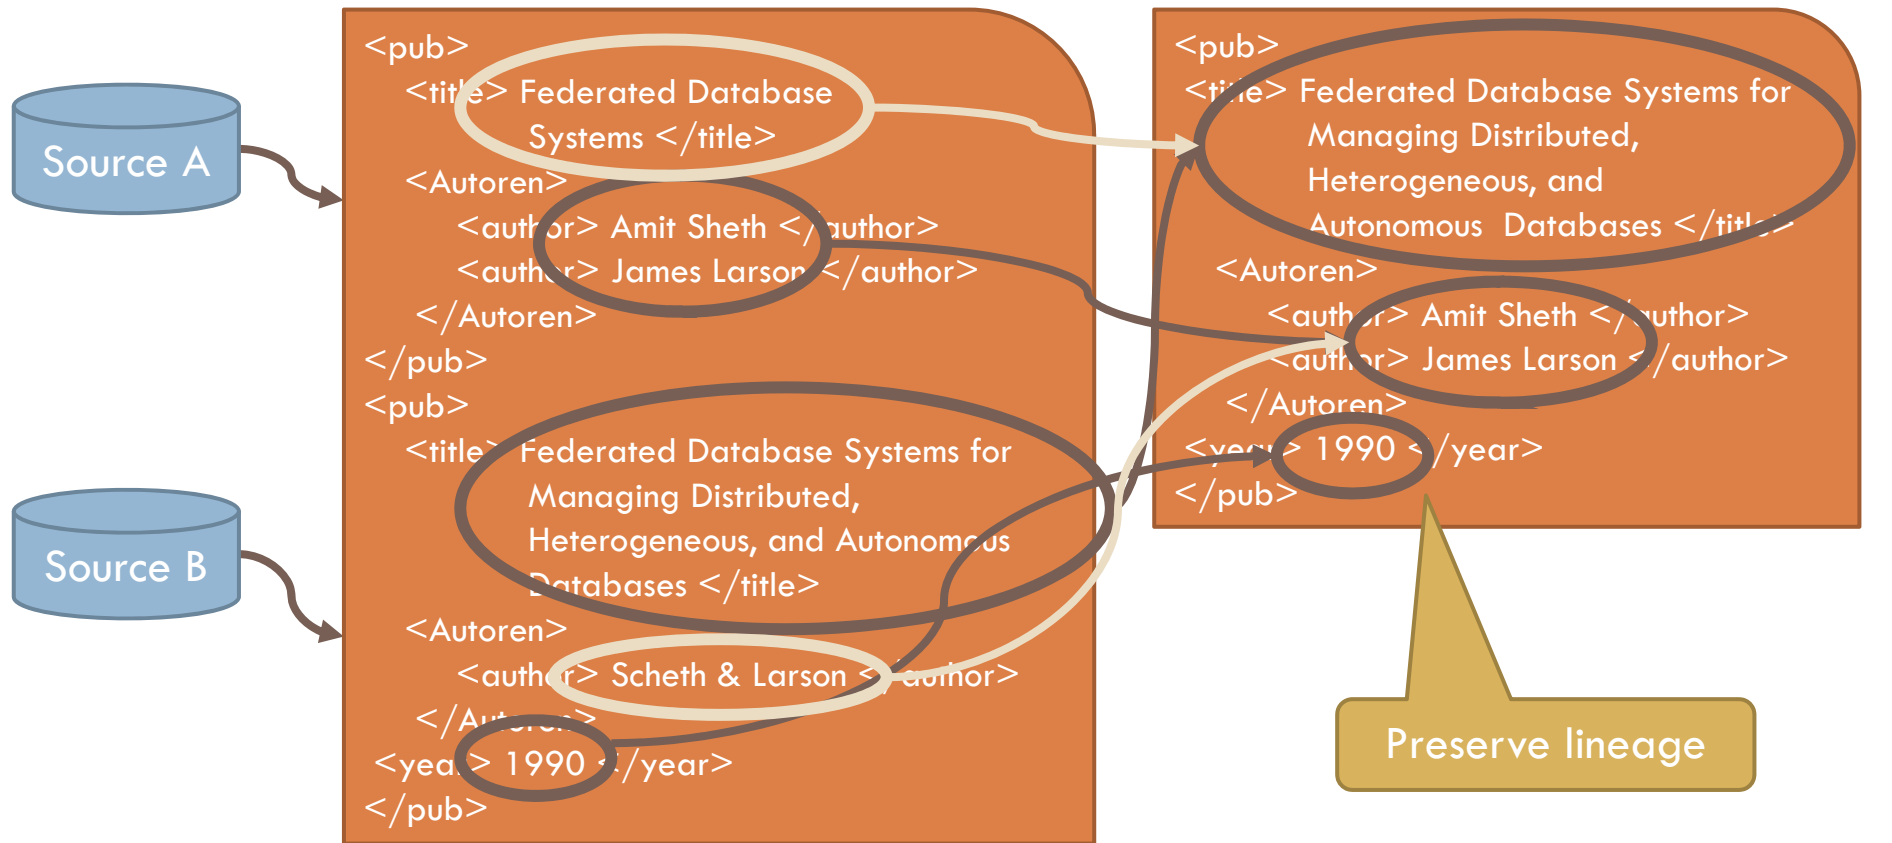 Source A
Source B
<pub>
<title> Federated Database
Systems </title>
<Autoren>
<author> Amit Sheth </author>
<author> James Larson </author>
</Autoren>
</pub>
<pub>
<title> Federated Database Systems for
Managing Distributed,
Heterogeneous, and Autonomous
Databases </title>
<Autoren>
<author> Scheth & Larson </author>
</Autoren>
<year> 1990 </year>
</pub>
<pub>
<title> Federated Database Systems for
Managing Distributed,
Heterogeneous, and
Autonomous Databases </title>
<Autoren>
<author> Amit Sheth </author>
<author> James Larson </author>
</Autoren>
<year> 1990 </year>
</pub>
Preserve lineage